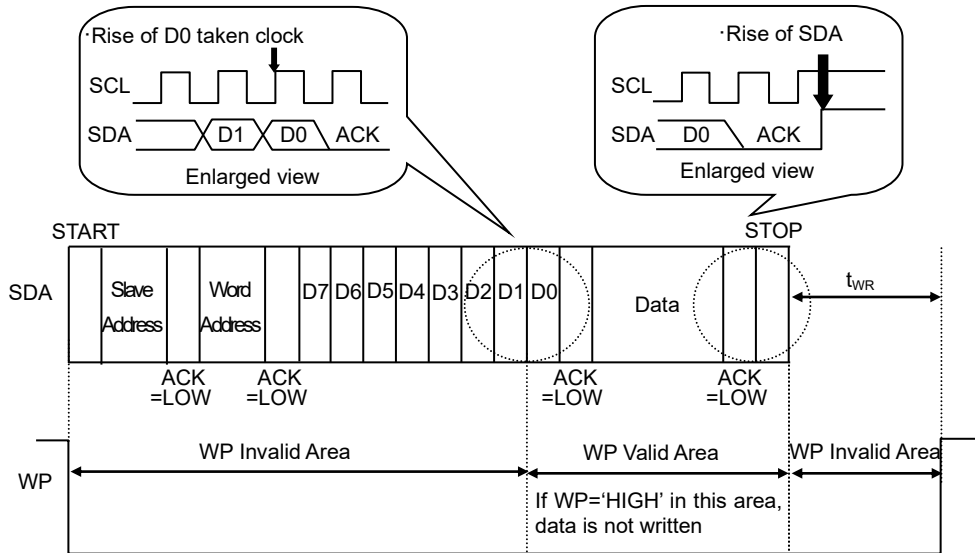 ·Rise of D0 taken clock
SCL
SDA
D1
D0
ACK
Enlarged view
·Rise of SDA
SCL
SDA
D0
ACK
Enlarged view
START
STOP
SDA
Slave
Address
Word
Address
D7
D6
D5
D4
D3
D2
D1
D0
Data
tWR
ACK
=LOW
ACK
=LOW
ACK
=LOW
ACK
=LOW
WP
WP Invalid Area
WP Valid Area
WP Invalid Area
If WP=‘HIGH’ in this area,
data is not written